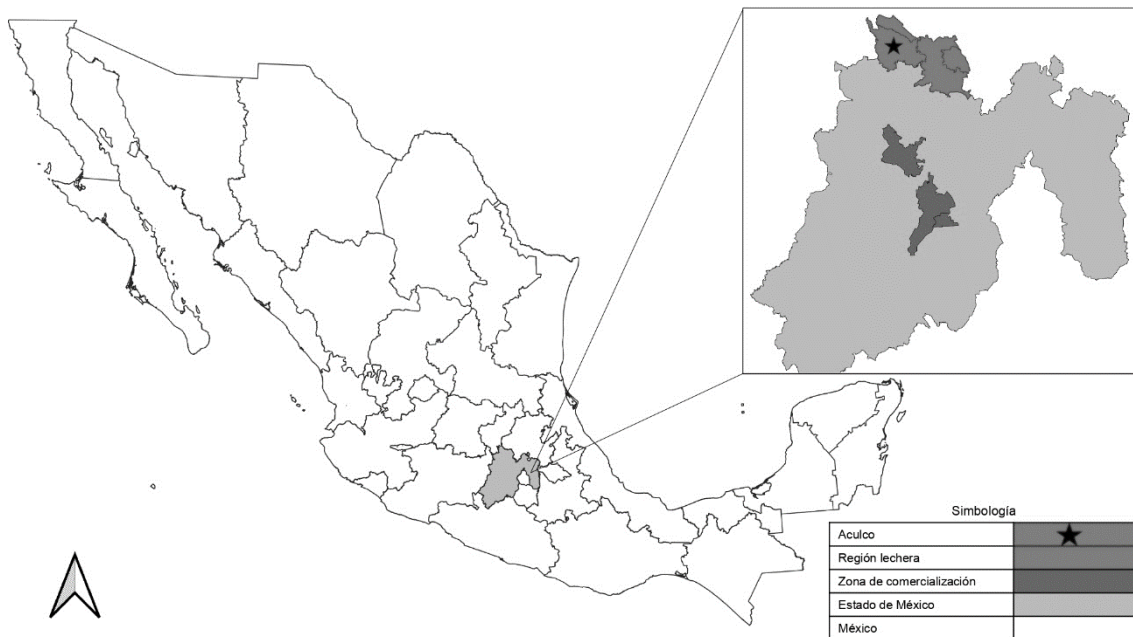 Simbología
Aculco
Región lechera
Zona de comercialización
Estado de México
México